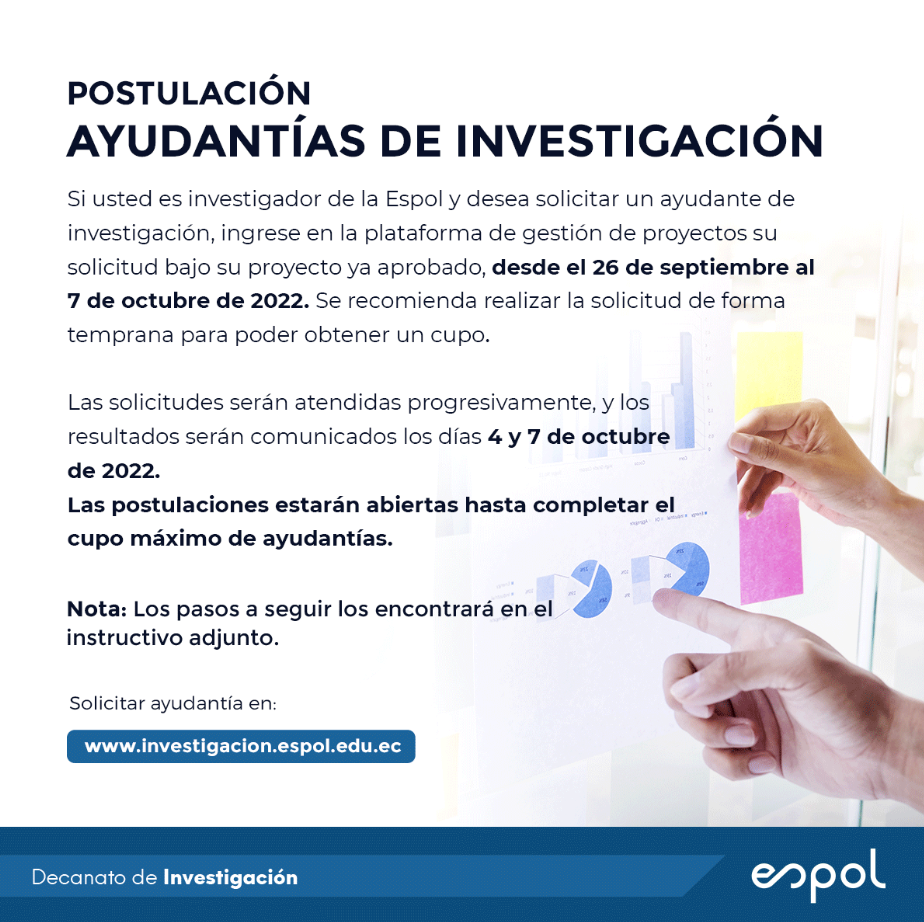 POSTULACIÓN
AYUDANTÍAS DE INVESTIGACIÓN
Si usted es investigador de la Espol y desea solicitar un ayudante de
investigación, ingrese en la plataforma de gestión de proyectos su
solicitud bajo su proyecto ya aprobado, desde el 26 de septiembre al
7 de octubre de 2022. Se recomienda realizar la solicitud de forma
temprana para poder obtener un cupo.
Las solicitudes serán atendidas progresivamente, y los
resultados serán comunicados los días 4 y 7 de octubre
de 2022.
Las postulaciones estarán abiertas hasta completar el
cupo máximo de ayudantías.
Nota: Los pasos a seguir los encontrará en el
instructivo adjunto.
Solicitar ayudantía en:
www.investigacion.espol.edu.ec
Decanato de Investigación
espol